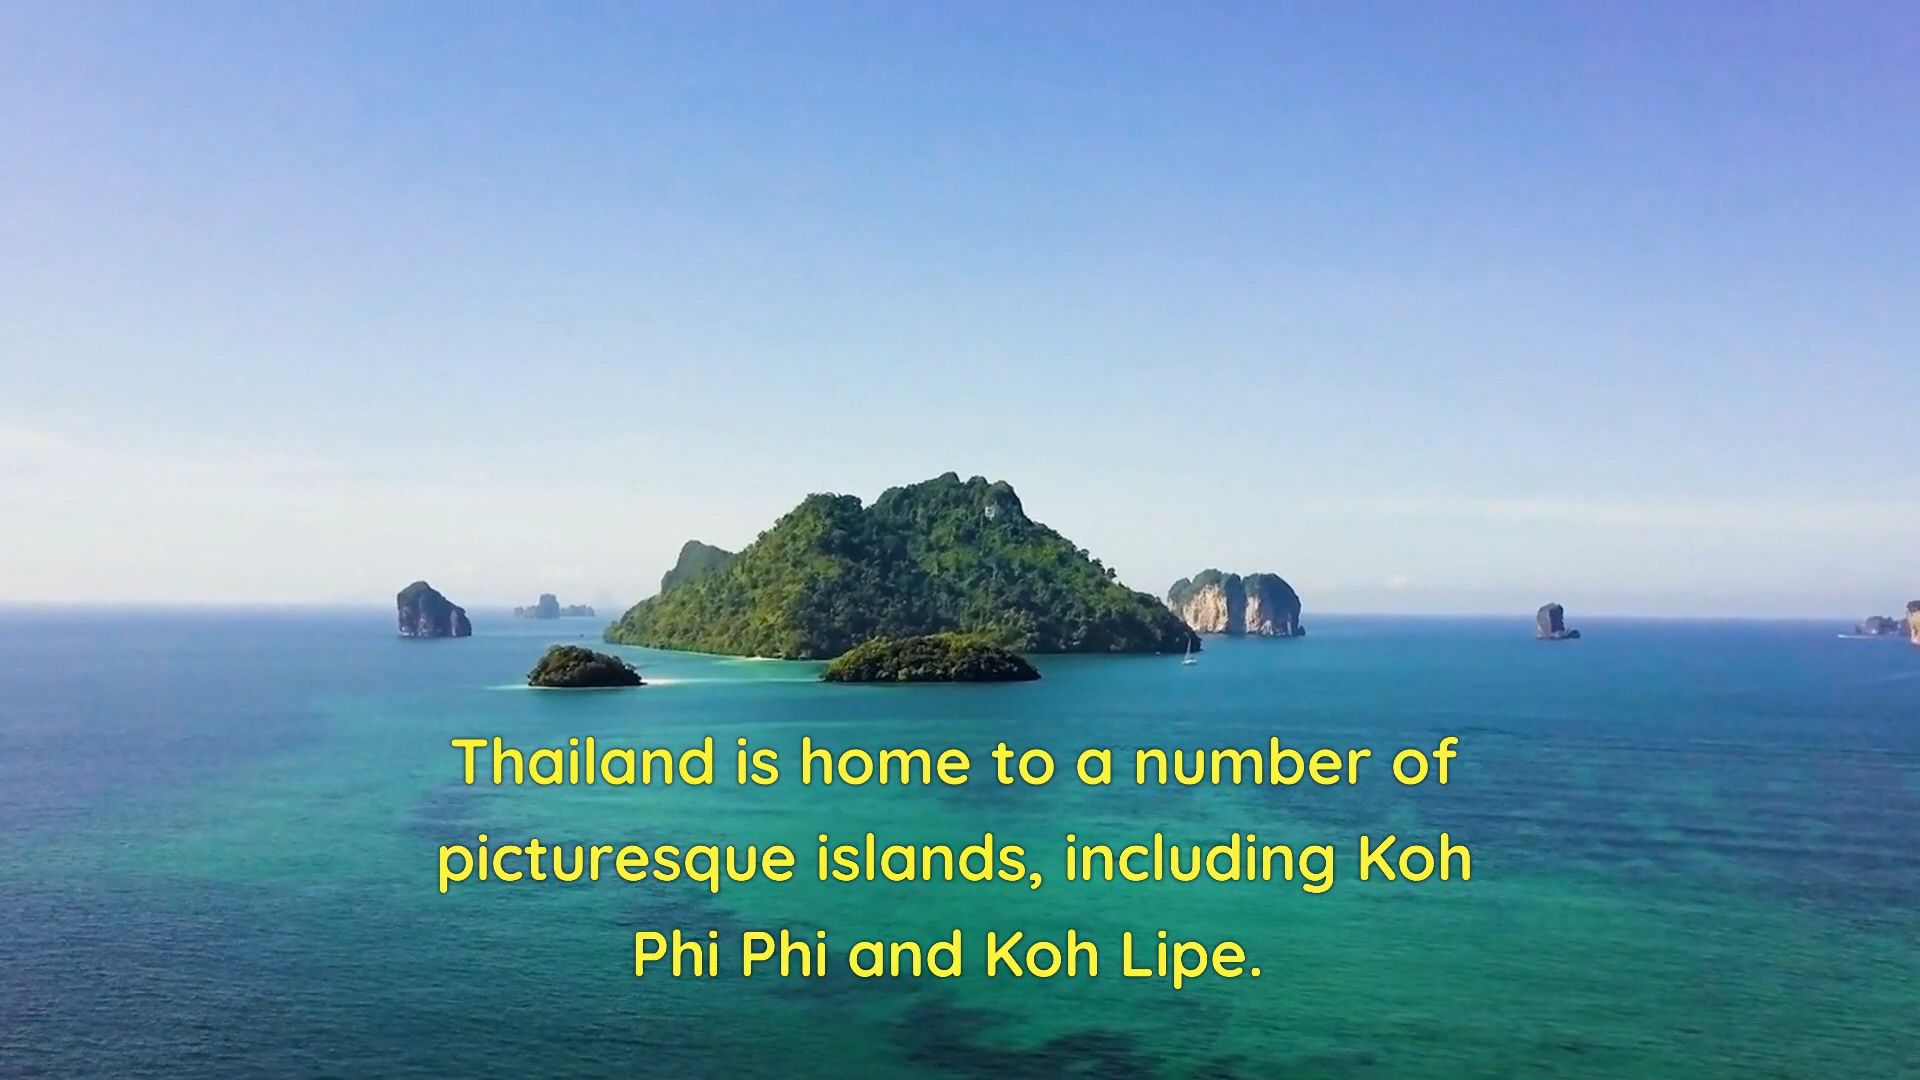 Thailand is home to a number of
picturesque islands, including Koh
Phi Phi and Koh Lipe.